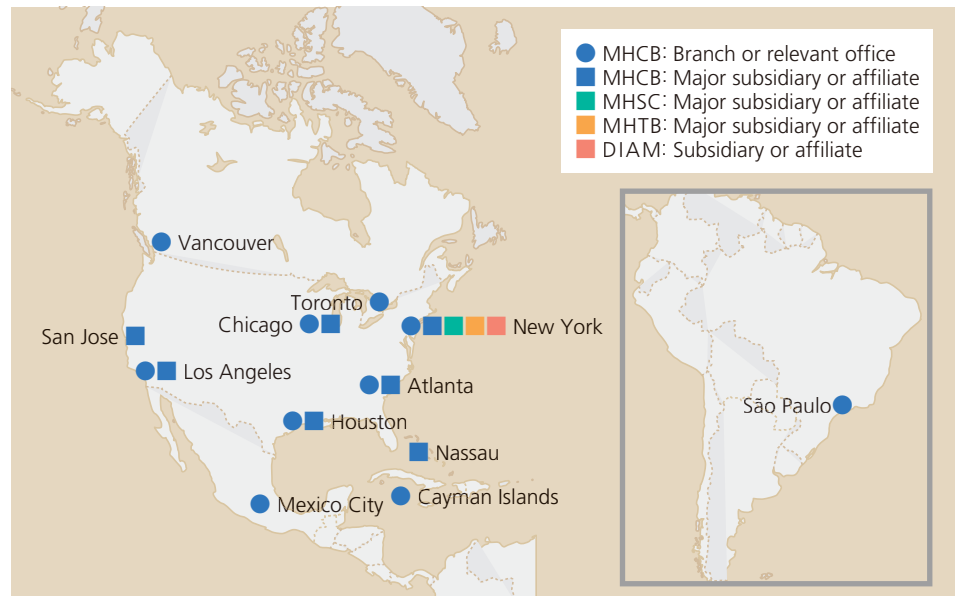 MHCB: Branch or relevant office
MHCB: Major subsidiary or affiliate
MHSC: Major subsidiary or affiliate
MHTB: Major subsidiary or affiliate
DIAM: Subsidiary or affiliate
Vancouver
Toronto
Chicago
New York
San Jose
Los Angeles
Atlanta
Houston
Nassau
Mexico City
Cayman Islands
São Paulo